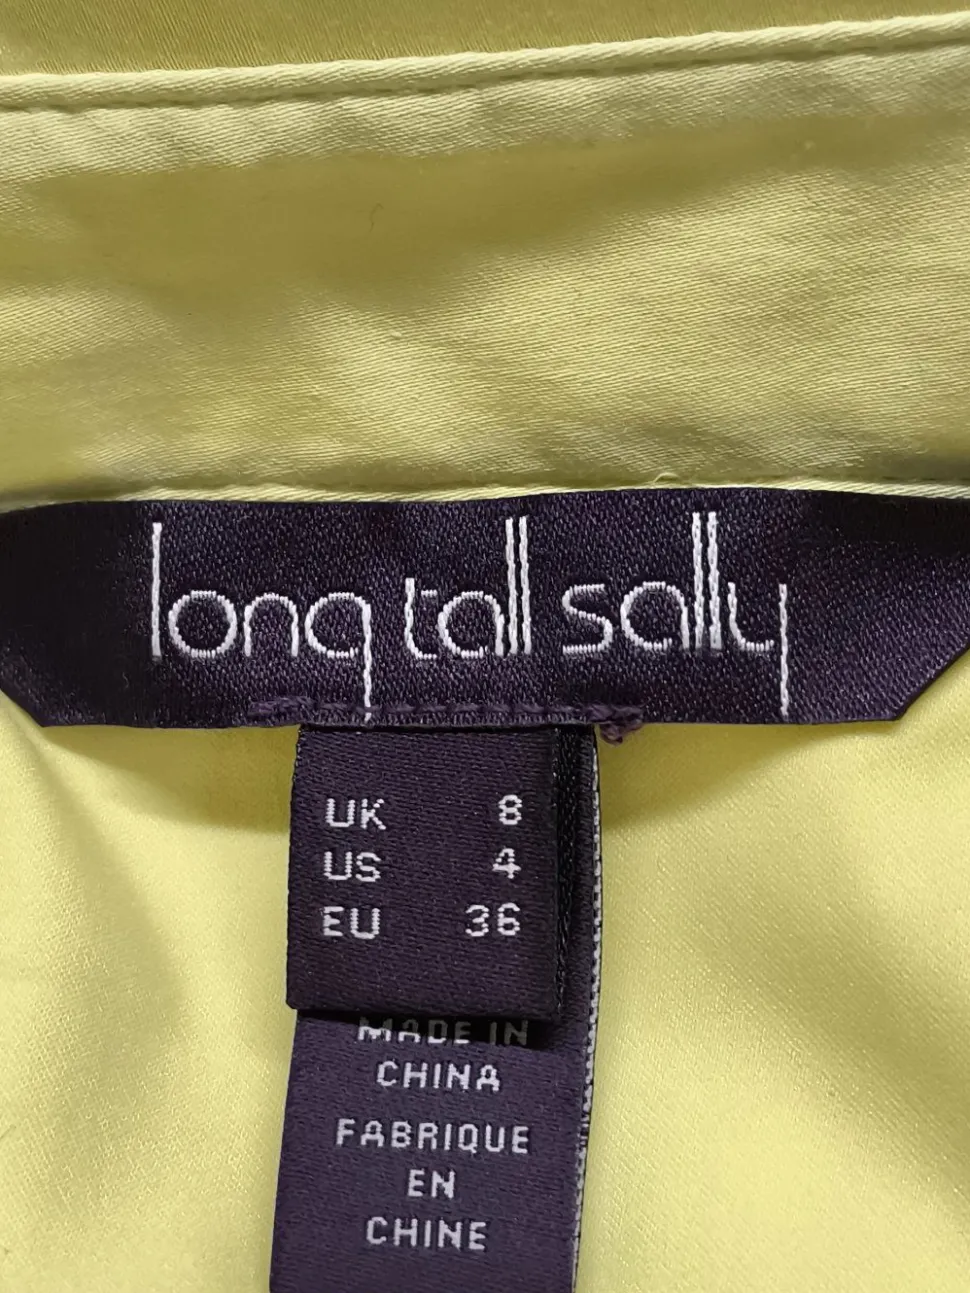 long tall sally
UK 8
US 4
EU 36
MADE IN
CHINA
FABRIQUE
EN
CHINE